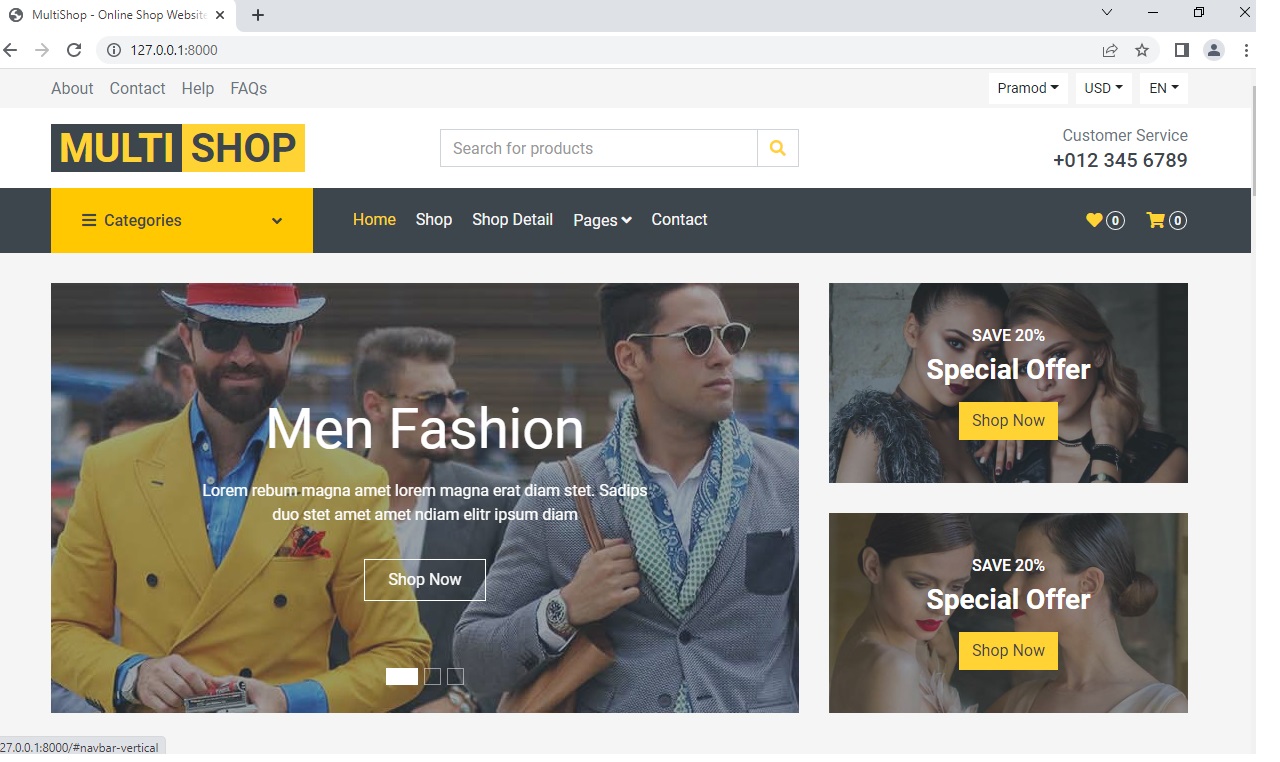 MultiShop - Online Shop Website
127.0.0.1:8000
About Contact Help FAQs
Pramod USD EN
MULTI SHOP
Search for products
Customer Service
+012 345 6789
Categories
Home Shop Shop Detail Pages Contact
0 0
Men Fashion
Lorem rebum magna amet lorem magna erat diam stet. Sadips
duo stet amet amet ndiam elitr ipsum diam
Shop Now
SAVE 20%
Special Offer
Shop Now
SAVE 20%
Special Offer
Shop Now
27.0.0.1:8000/#navbar-vertical